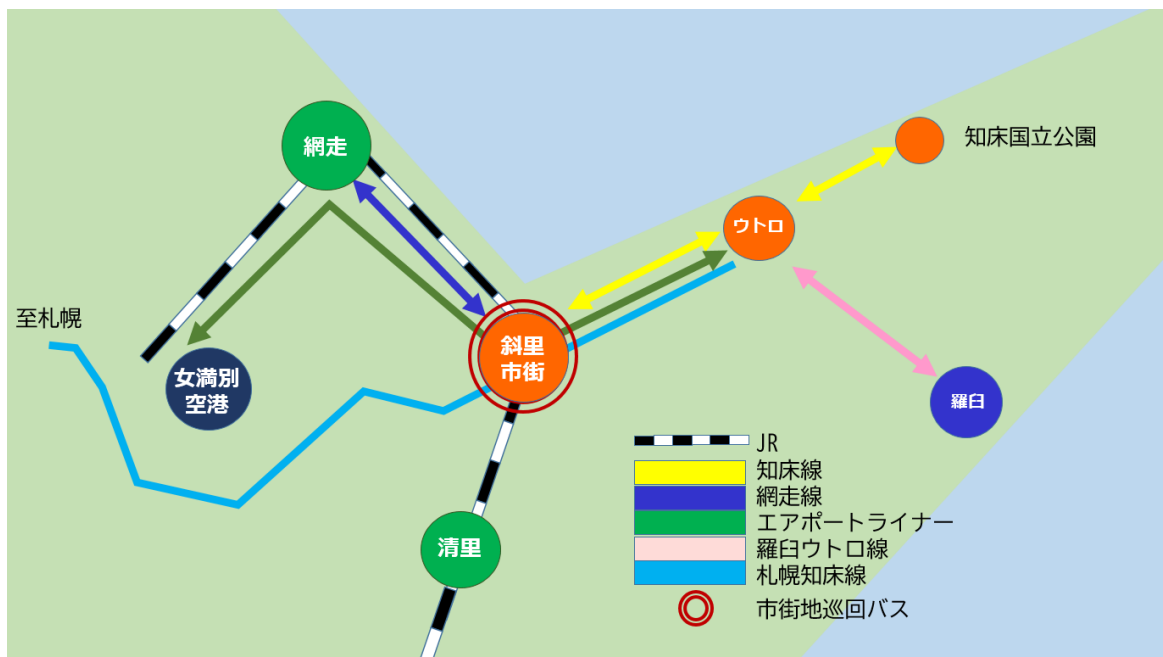 網走
知床国立公園
ウトロ
至札幌
斜里
市街
女満別
空港
羅臼
清里
JR
知床線
網走線
エアポートライナー
羅臼ウトロ線
札幌知床線
市街地巡回バス